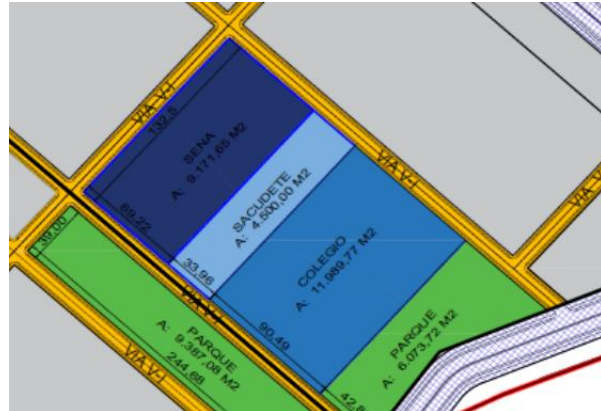 VIA V-I
132,5
SENA
A: 9.171,65 M2
69,22
SACUDETE
A: 4.500,00 M2
33,96
VIA V-I
COLEGIO
A: 11.989,77 M2
90,49
VIA V-I
PARQUE
A: 6.073,72 M2
42,8
VIA V-I
39,00
PARQUE
A: 9.387,08 M2
244,68
VIA V-I